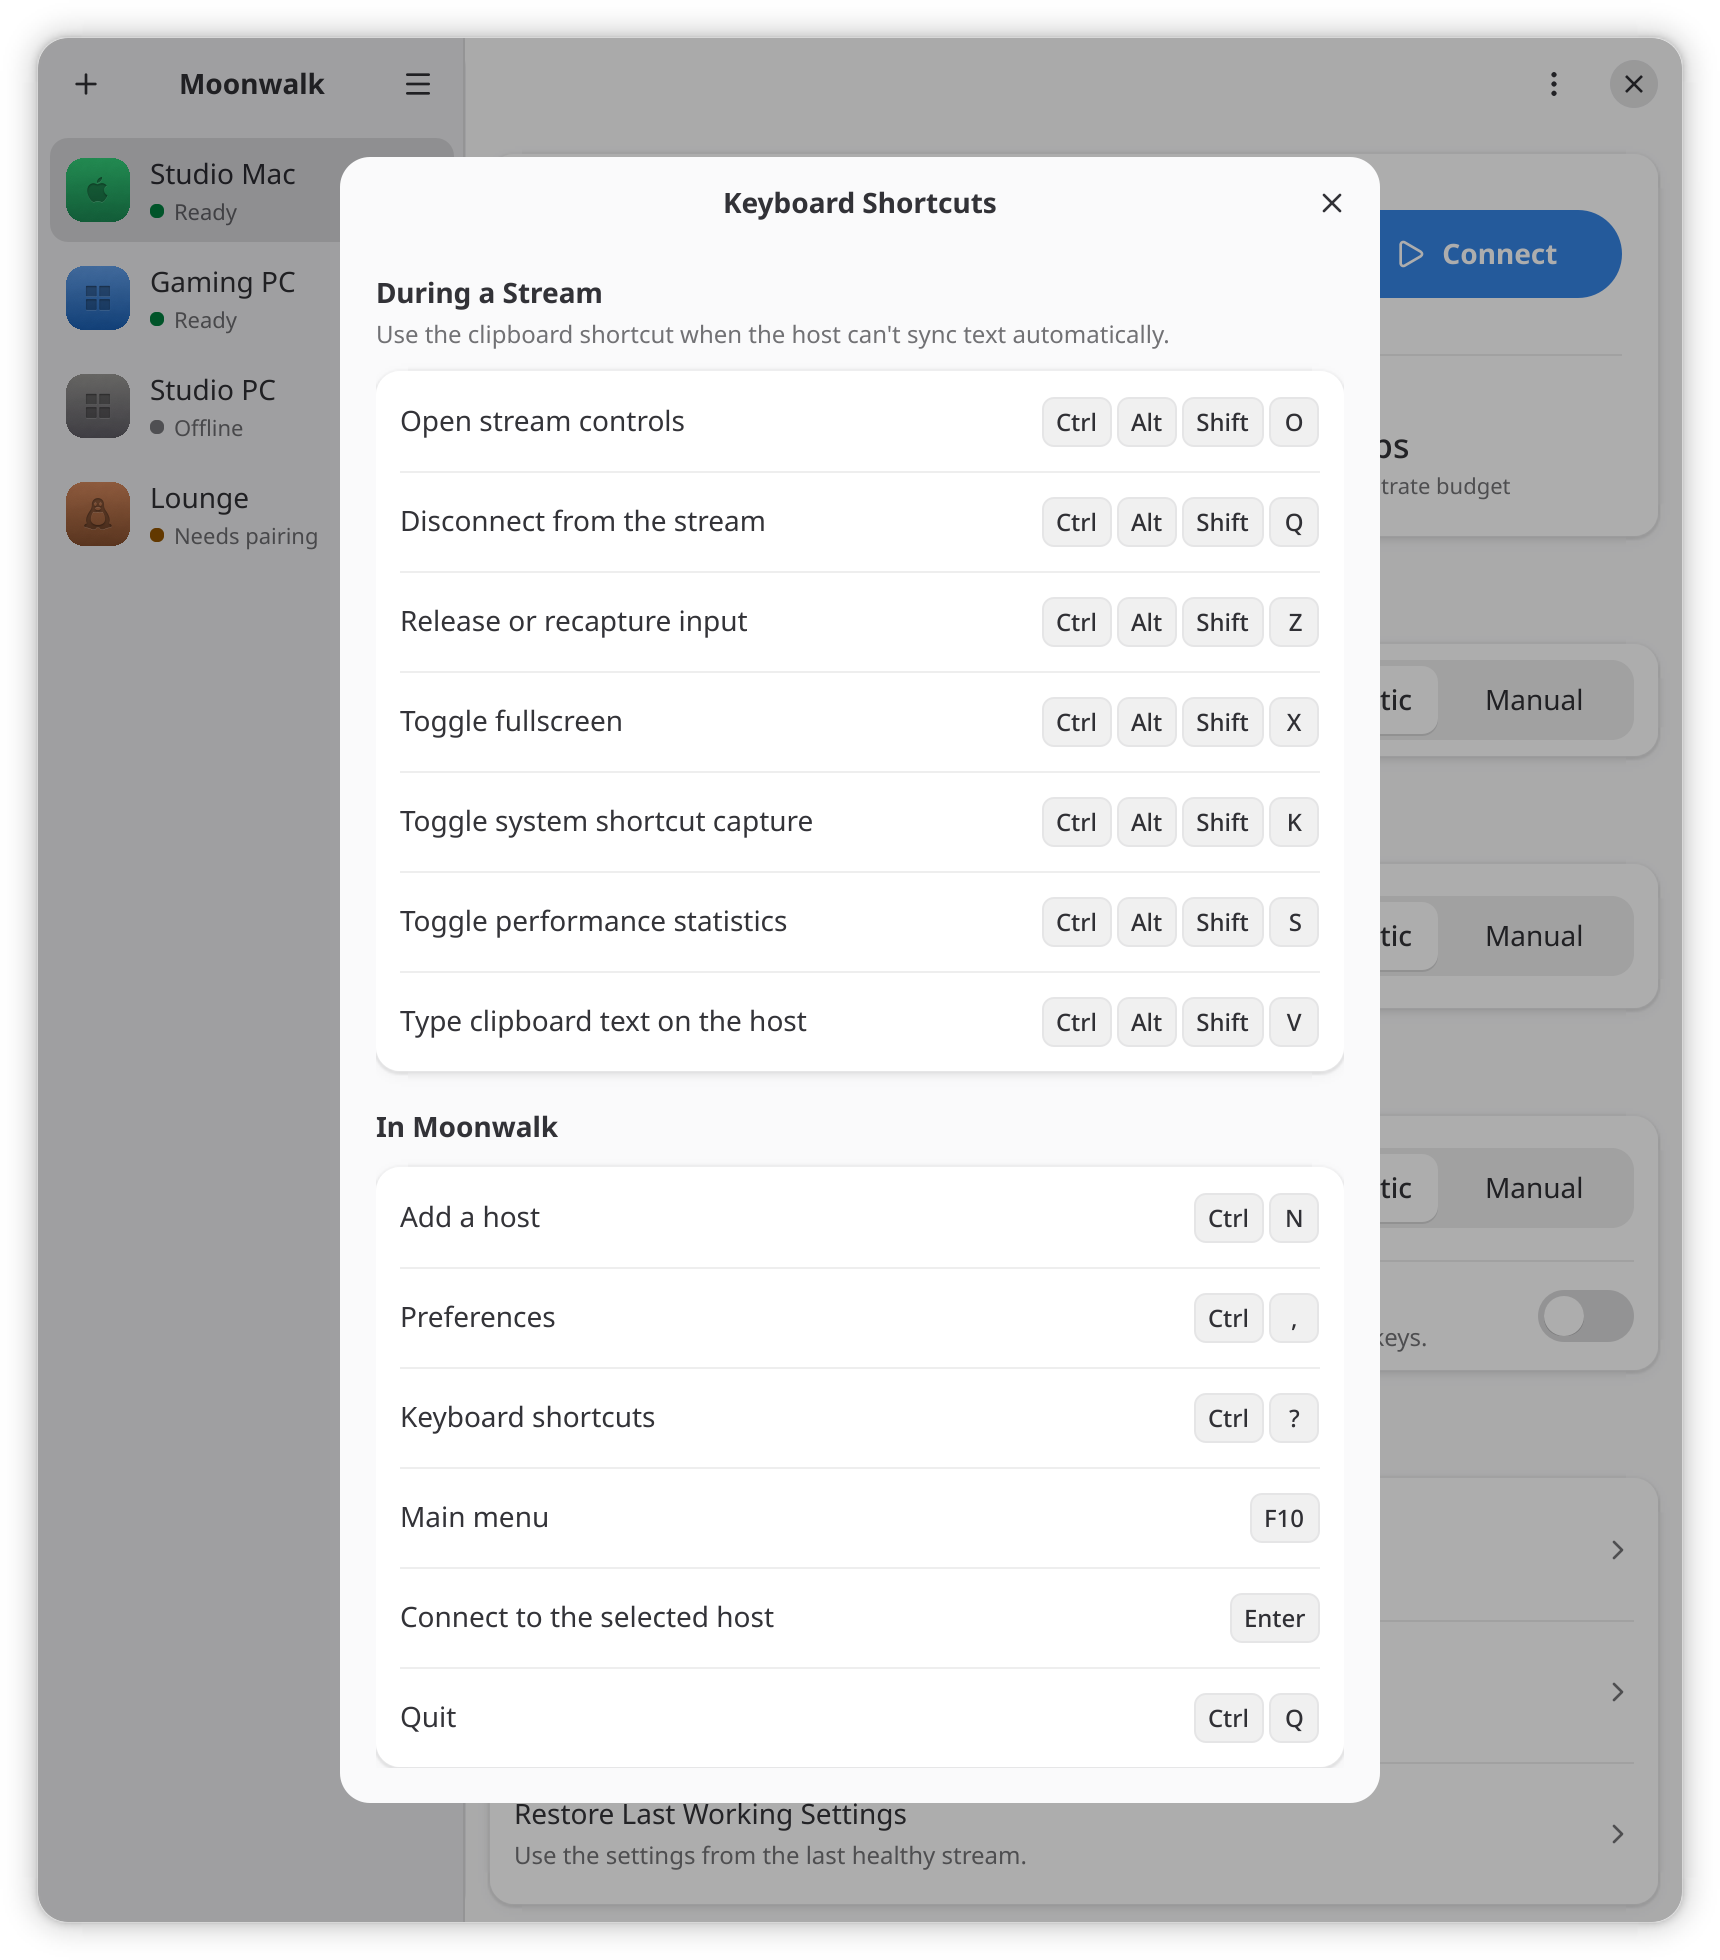 Moonwalk
Studio Mac
Ready
Gaming PC
Ready
Studio PC
Offline
Lounge
Needs pairing
Connect
trate budget
Manual
Manual
Manual
Keyboard Shortcuts
During a Stream
Use the clipboard shortcut when the host can't sync text automatically.
Open stream controls Ctrl Alt Shift O
Disconnect from the stream Ctrl Alt Shift Q
Release or recapture input Ctrl Alt Shift Z
Toggle fullscreen Ctrl Alt Shift X
Toggle system shortcut capture Ctrl Alt Shift K
Toggle performance statistics Ctrl Alt Shift S
Type clipboard text on the host Ctrl Alt Shift V
In Moonwalk
Add a host Ctrl N
Preferences Ctrl ,
Keyboard shortcuts Ctrl ?
Main menu F10
Connect to the selected host Enter
Quit Ctrl Q
keys.
Restore Last Working Settings
Use the settings from the last healthy stream.